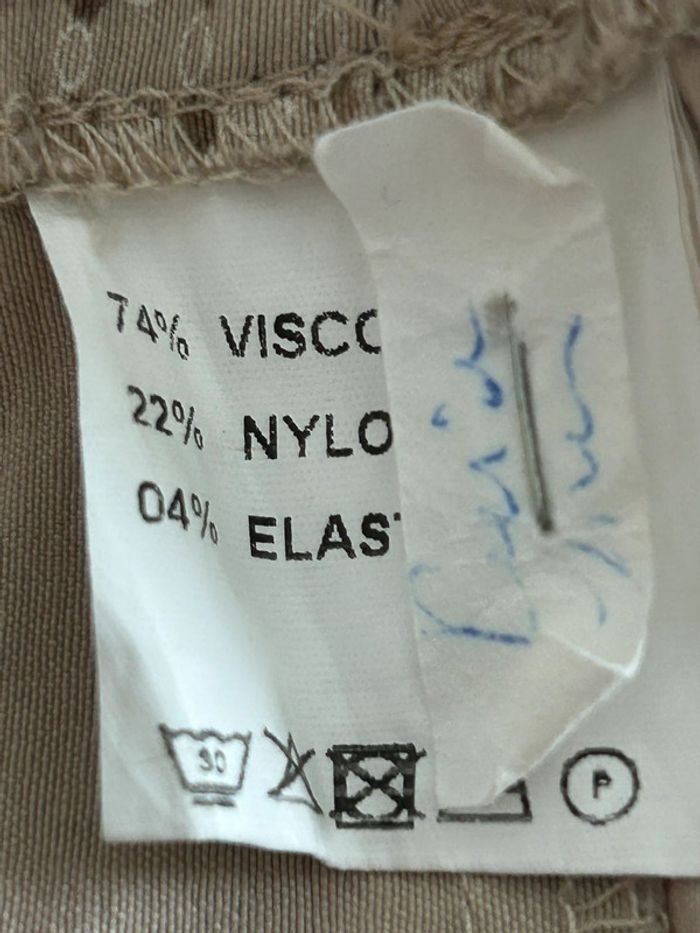 74% VISCO
22% NYLO
04% ELAST
30
P